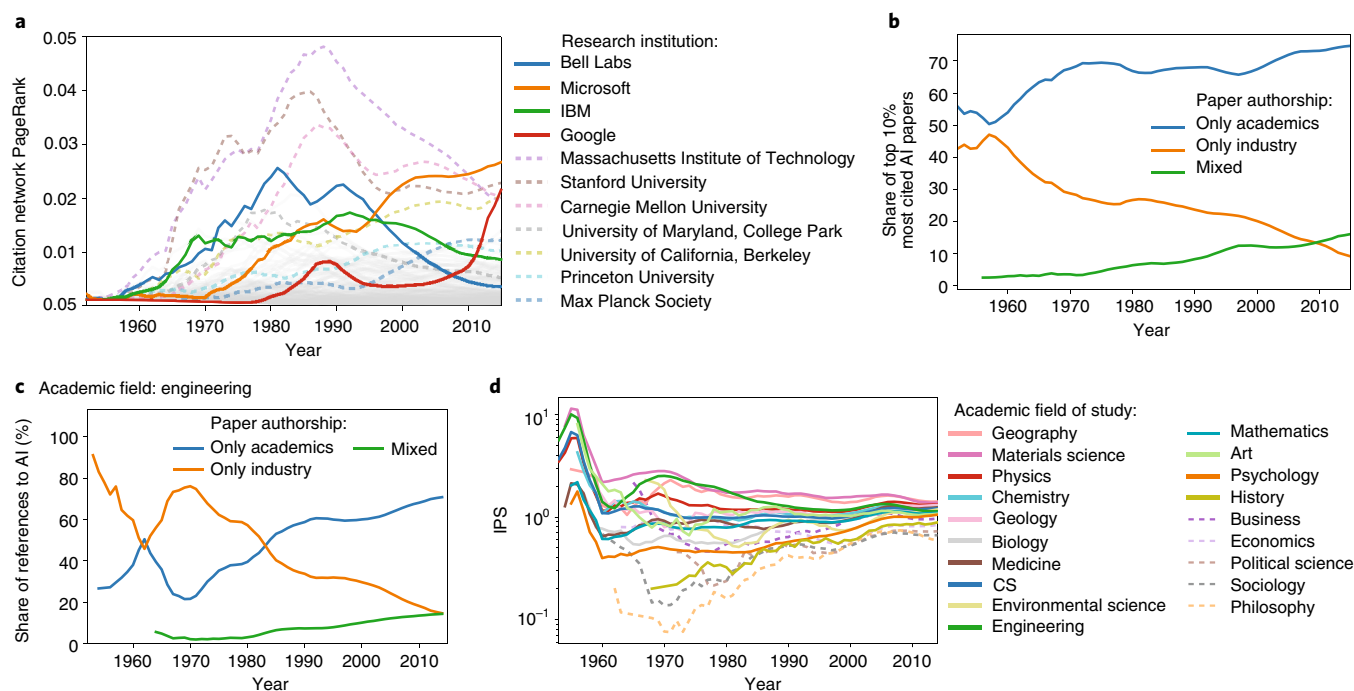 a
0.05
0.04
0.03
0.02
0.01
0.05
Citation network PageRank
1960 1970 1980 1990 2000 2010
Year
Research institution:
Bell Labs
Microsoft
IBM
Google
Massachusetts Institute of Technology
Stanford University
Carnegie Mellon University
University of Maryland, College Park
University of California, Berkeley
Princeton University
Max Planck Society
b
70
60
50
40
30
20
10
0
Share of top 10%
most cited AI papers
Paper authorship:
Only academics
Only industry
Mixed
1960 1970 1980 1990 2000 2010
Year
c Academic field: engineering
100
80
60
40
20
0
Share of references to AI (%)
Paper authorship:
Only academics Mixed
Only industry
1960 1970 1980 1990 2000 2010
Year
d
10¹
10⁰
10⁻¹
IPS
1960 1970 1980 1990 2000 2010
Year
Academic field of study:
Geography
Materials science
Physics
Chemistry
Geology
Biology
Medicine
CS
Environmental science
Engineering
Mathematics
Art
Psychology
History
Business
Economics
Political science
Sociology
Philosophy